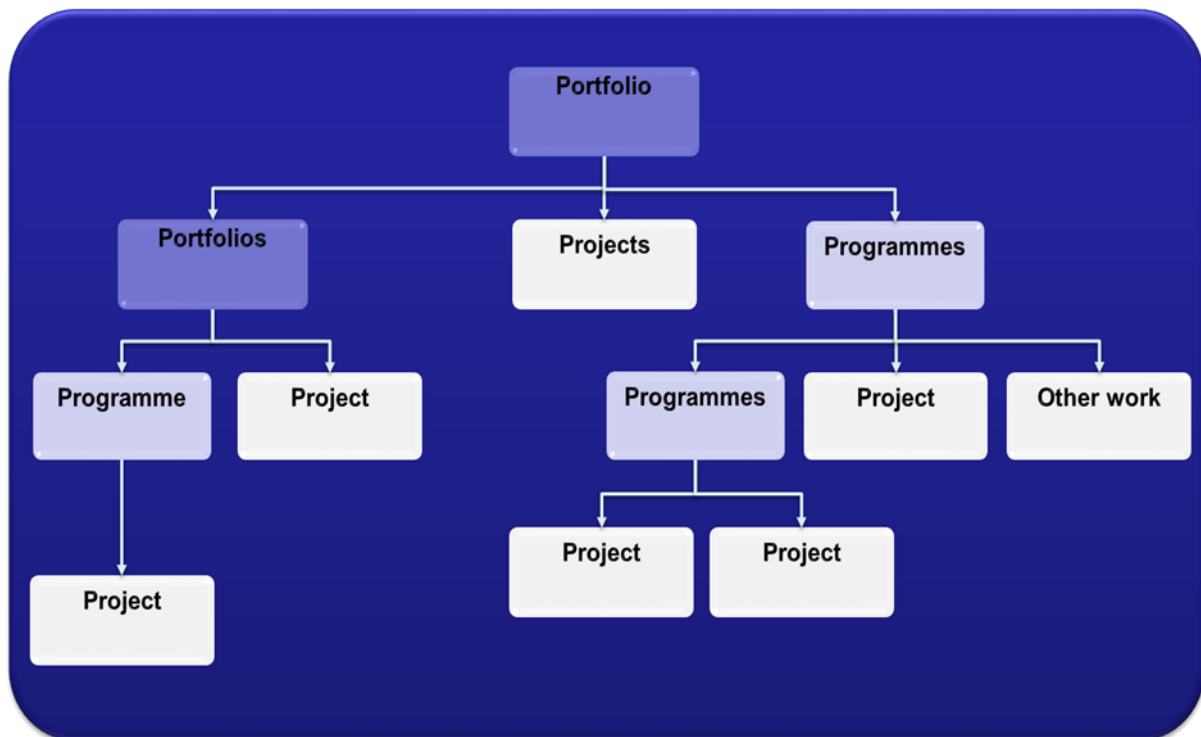 Portfolio
Portfolios
Projects
Programmes
Programme
Project
Programmes
Project
Other work
Project
Project
Project